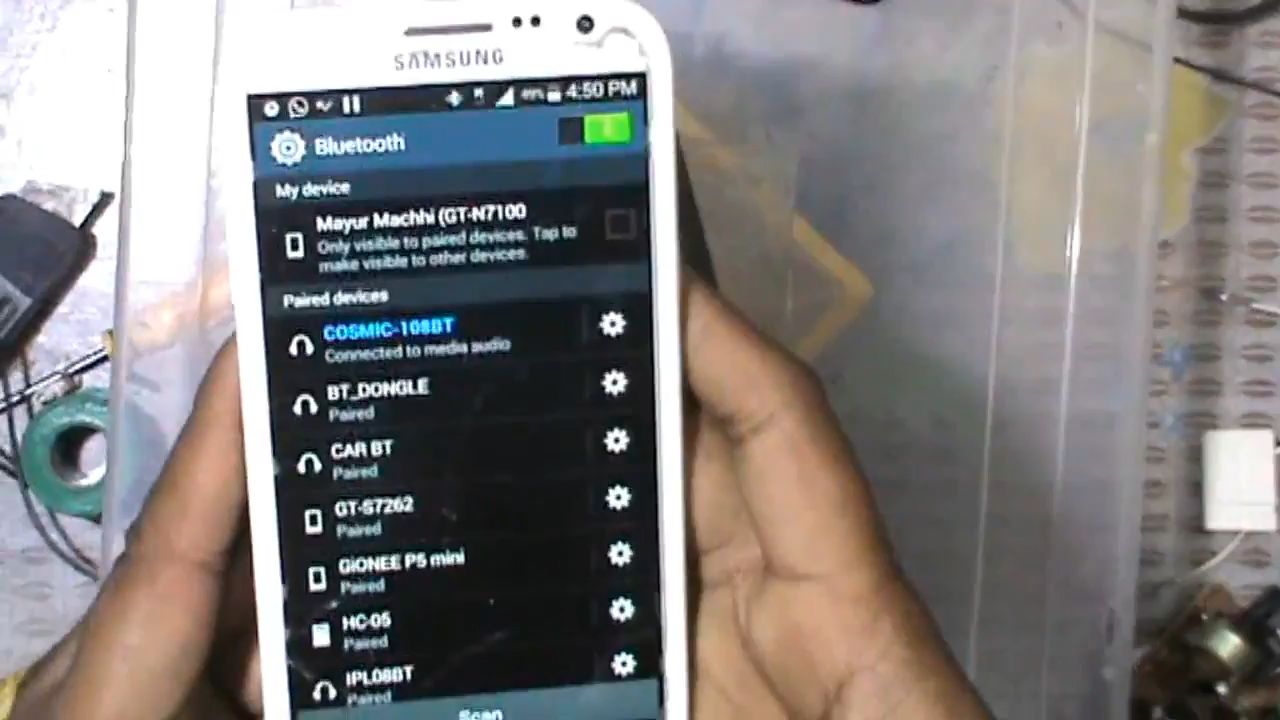 SAMSUNG
4:50 PM
Bluetooth
My device
Mayur Machhi (GT-N7100
Only visible to paired devices. Tap to
make visible to other devices.
Paired devices
COSMIC-108BT
Connected to media audio
BT_DONGLE
Paired
CAR BT
Paired
GT-S7262
Paired
GIONEE P5 mini
Paired
HC-05
Paired
IPL08BT
Paired
Scan